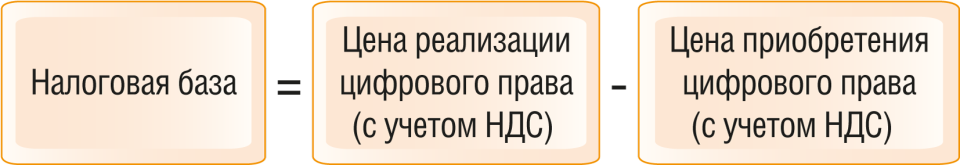 Налоговая база
=
Цена реализации
цифрового права
(с учетом НДС)
-
Цена приобретения
цифрового права
(с учетом НДС)